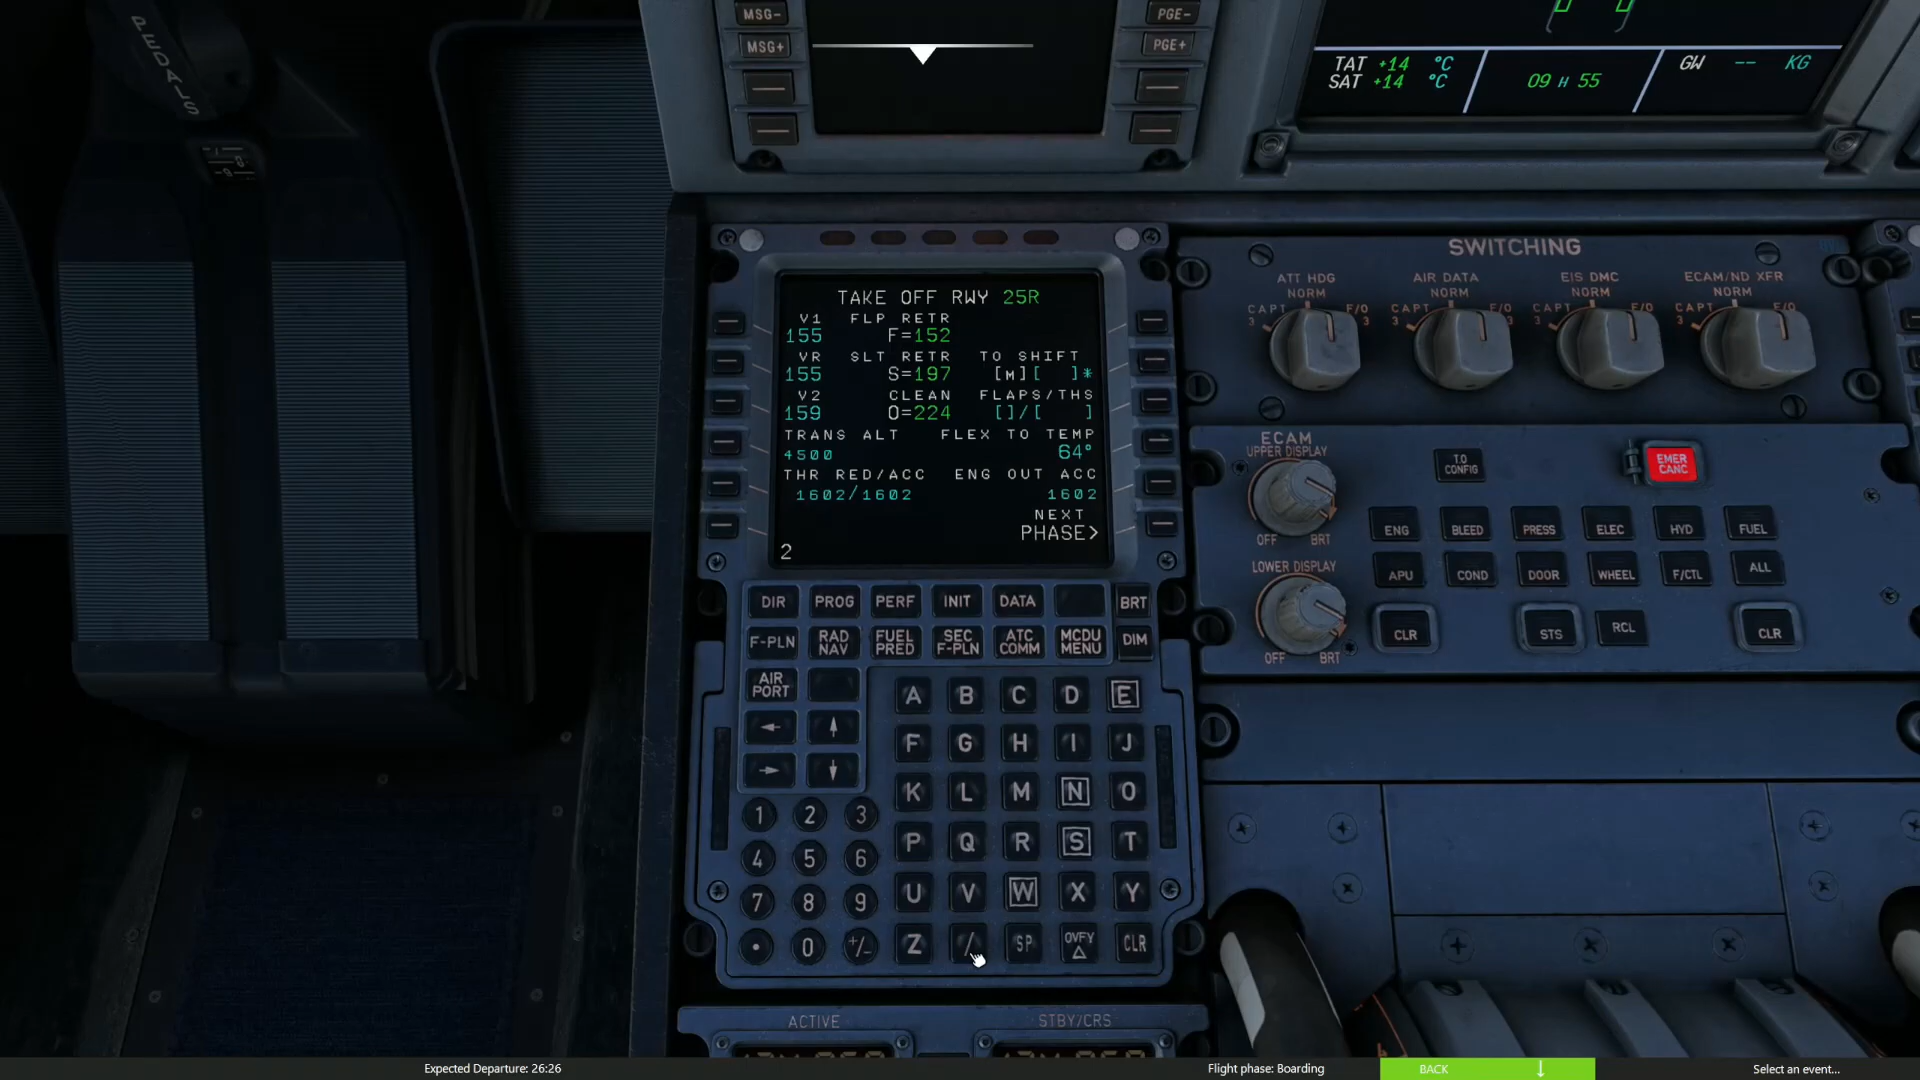 PEDALS
MSG-
MSG+
PGE-
PGE+
TAT +14 °C
SAT +14 °C
09 H 55
GW -- KG
TAKE OFF RWY 25R
V1 FLP RETR
155 F=152
VR SLT RETR TO SHIFT
155 S=197 [M][ ]*
V2 CLEAN FLAPS/THS
159 O=224 []/[ ]
TRANS ALT FLEX TO TEMP
4500 64°
THR RED/ACC ENG OUT ACC
1602/1602 1602
NEXT
PHASE>
2
DIR PROG PERF INIT DATA BRT
F-PLN RAD NAV FUEL PRED SEC F-PLN ATC COMM MCDU MENU DIM
AIR PORT
A B C D E
F G H I J
K L M N O
P Q R S T
U V W X Y
Z / SP OVFY △ CLR
← ↑
→ ↓
1 2 3
4 5 6
7 8 9
. 0 +/-
SWITCHING
ATT HDG AIR DATA EIS DMC ECAM/ND XFR
NORM NORM NORM NORM
CAPT 3 F/O 3 CAPT 3 F/O 3 CAPT 3 F/O 3 CAPT F/O
ECAM
UPPER DISPLAY
OFF BRT
LOWER DISPLAY
OFF BRT
T.O CONFIG
EMER CANC
ENG BLEED PRESS ELEC HYD FUEL
APU COND DOOR WHEEL F/CTL ALL
CLR STS RCL CLR
ACTIVE STBY/CRS
Expected Departure: 26:26
Flight phase: Boarding
BACK ↓
Select an event...